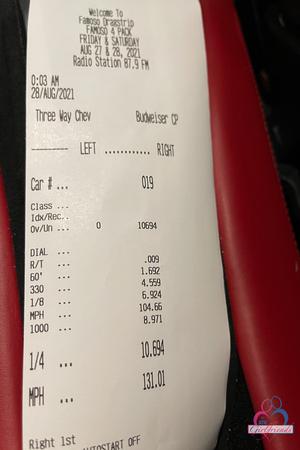 Welcome To
Famoso Dragstrip
FAMOSO 4 PACK
FRIDAY & SATURDAY
AUG 27 & 28, 2021
Radio Station 87.9 FM
0:03 AM
28/AUG/2021
Three Way Chev Budweiser CP
-------- LEFT ............ RIGHT
Car # ... 019
Class ...
Idx/Rec..
Ov/Un ... 0 10694
DIAL ...
R/T ... .009
60' ... 1.692
330 ... 4.559
1/8 ... 6.924
MPH ... 104.66
1000 ... 8.971
1/4 ... 10.694
MPH ... 131.01
Right 1st
AUTOSTART OFF
Girlfriends